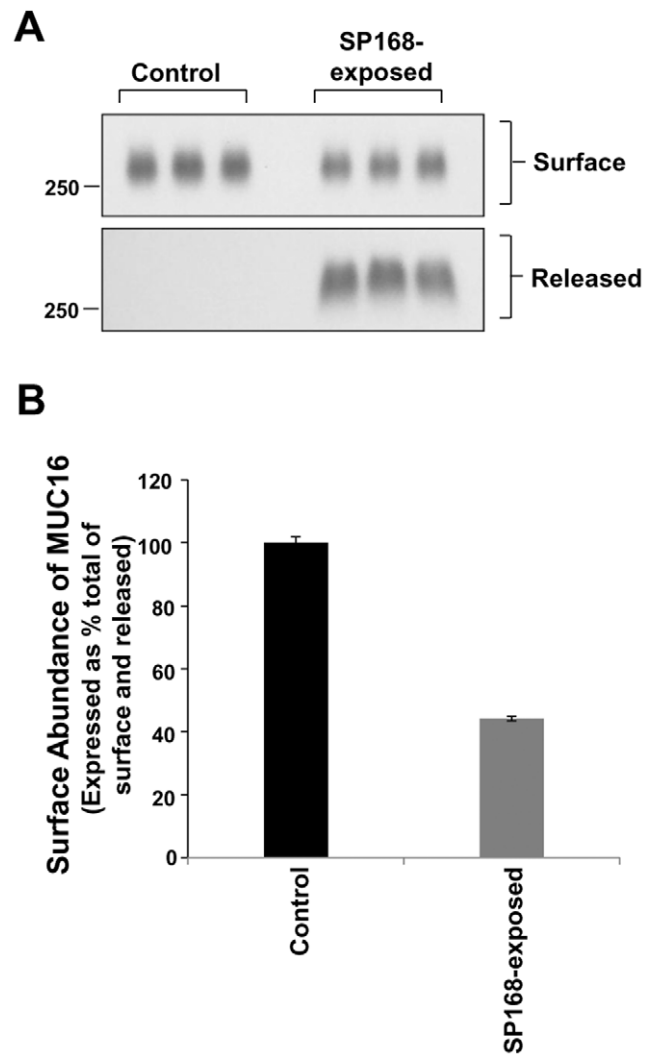 A
Control
SP168-
exposed
250
Surface
250
Released
B
Surface Abundance of MUC16
(Expressed as % total of
surface and released)
120
100
80
60
40
20
0
Control
SP168-exposed